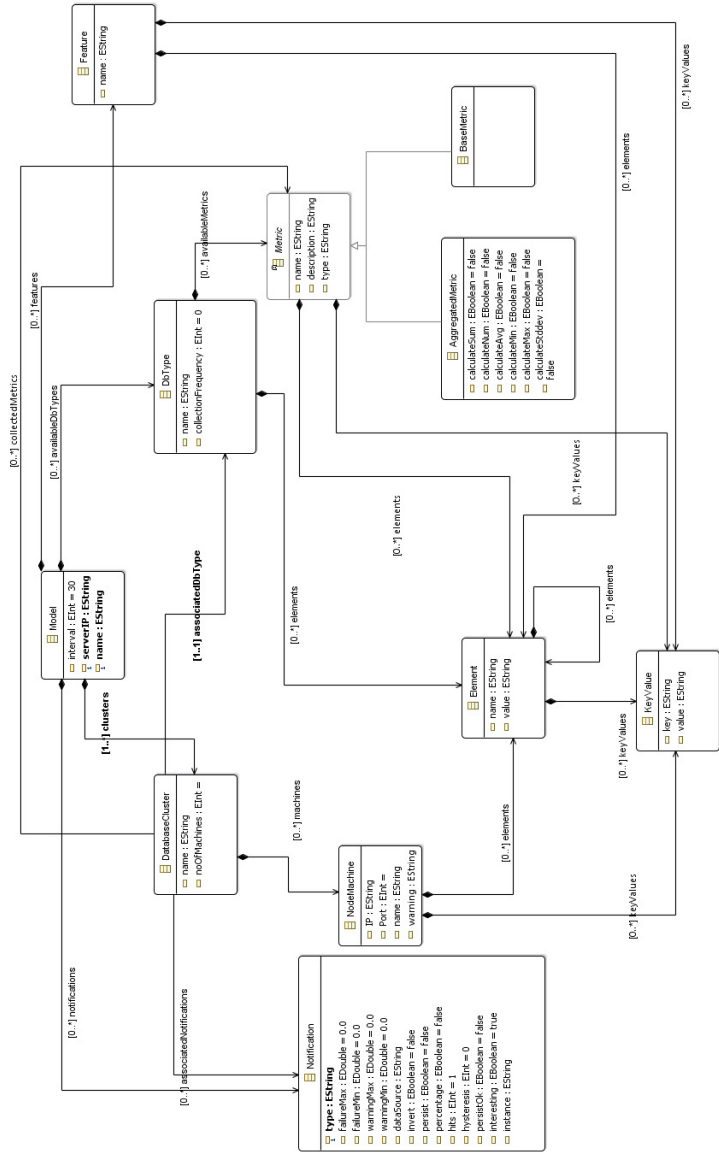 Feature
name : EString
[0..*] keyValues
[0..*] elements
BaseMetric
[0..*] features
[0..*] collectedMetrics
[0..*] availableMetrics
Metric
name : EString
description : EString
type : EString
AggregatedMetric
calculateSum : EBoolean = false
calculateNum : EBoolean = false
calculateAvg : EBoolean = false
calculateMin : EBoolean = false
calculateMax : EBoolean = false
calculateStddev : EBoolean =
false
[0..*] availableDbTypes
DbType
name : EString
collectionFrequency : EInt = 0
[0..*] elements
[0..*] keyValues
Model
interval : EInt = 30
serverIP : EString
name : EString
[1..1] associatedDbType
[0..*] elements
Element
name : EString
value : EString
[0..*] elements
KeyValue
key : EString
value : EString
[0..*] keyValues
[1..*] clusters
DatabaseCluster
name : EString
noOfMachines : EInt =
[0..*] machines
NodeMachine
IP : EString
Port : EInt =
name : EString
warning : EString
[0..*] elements
[0..*] keyValues
[0..*] notifications
[0..*] associatedNotifications
Notification
type : EString
failureMax : EDouble = 0.0
failureMin : EDouble = 0.0
warningMax : EDouble = 0.0
warningMin : EDouble = 0.0
dataSource : EString
invert : EBoolean = false
persist : EBoolean = false
percentage : EBoolean = false
hits : EInt = 1
hysteresis : EInt = 0
persistOk : EBoolean = false
interesting : EBoolean = true
instance : EString